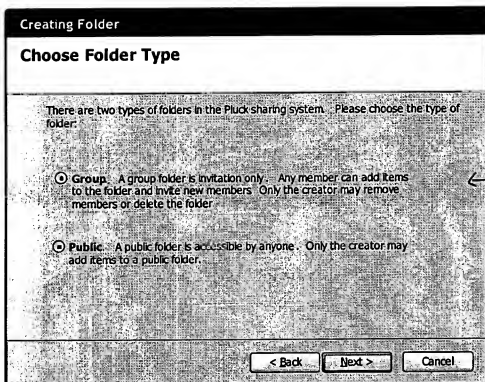 Creating Folder
Choose Folder Type
There are two types of folders in the Pluck sharing system. Please choose the type of
folder:
Group. A group folder is invitation only. Any member can add items
to the folder and invite new members Only the creator may remove
members or delete the folder
Public. A public folder is accessible by anyone. Only the creator may
add items to a public folder.
< Back Next > Cancel